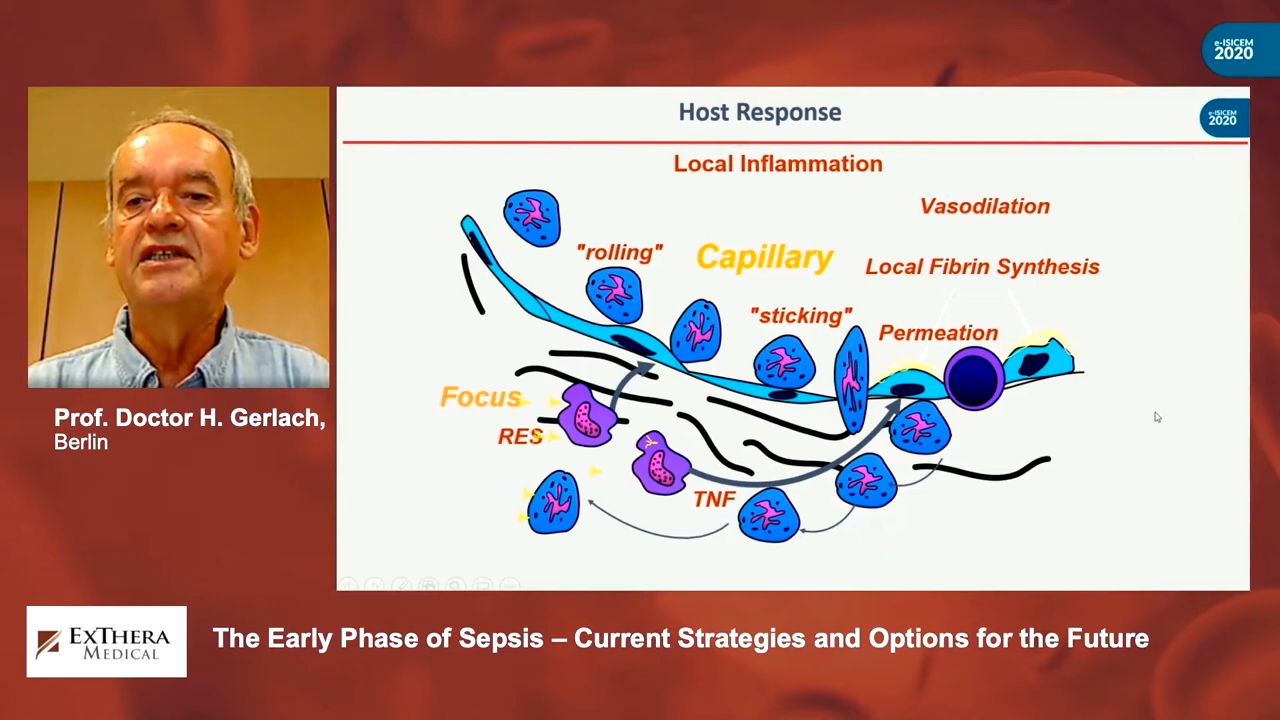 e-ISICEM
2020
Host Response
e-ISICEM
2020
Local Inflammation
Vasodilation
"rolling"
Capillary
Local Fibrin Synthesis
"sticking"
Permeation
Focus
RES
TNF
Prof. Doctor H. Gerlach,
Berlin
EXTHERA
MEDICAL
The Early Phase of Sepsis – Current Strategies and Options for the Future